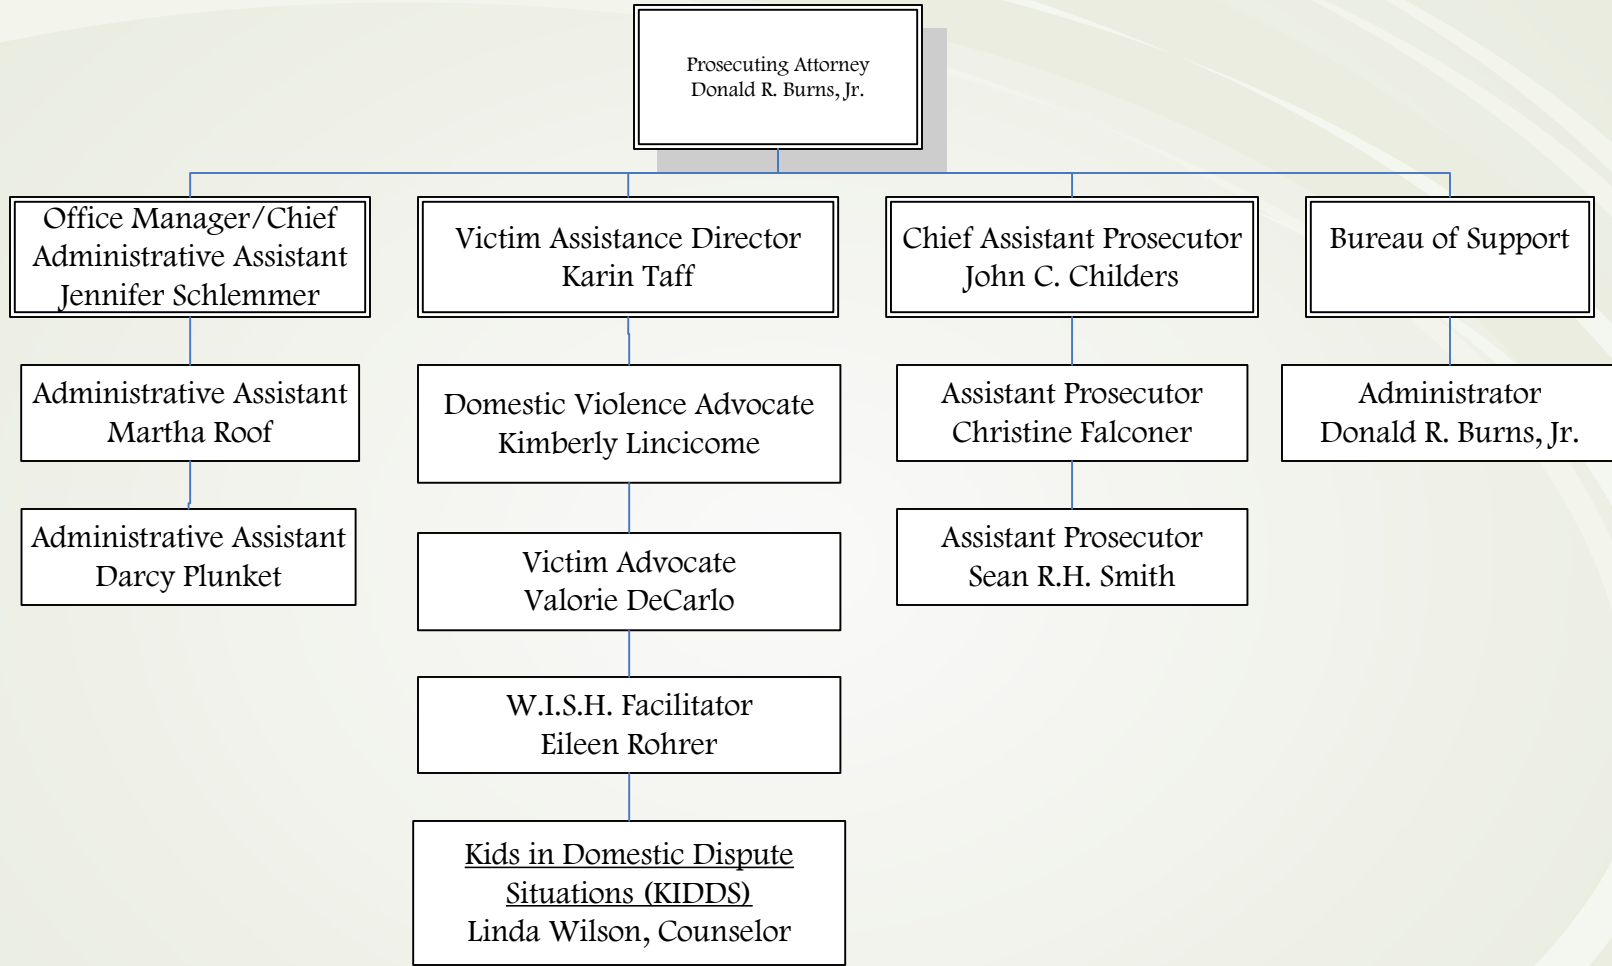 Prosecuting Attorney
Donald R. Burns, Jr.
Office Manager/Chief
Administrative Assistant
Jennifer Schlemmer
Victim Assistance Director
Karin Taff
Chief Assistant Prosecutor
John C. Childers
Bureau of Support
Administrative Assistant
Martha Roof
Domestic Violence Advocate
Kimberly Lincicome
Assistant Prosecutor
Christine Falconer
Administrator
Donald R. Burns, Jr.
Administrative Assistant
Darcy Plunket
Victim Advocate
Valorie DeCarlo
Assistant Prosecutor
Sean R.H. Smith
W.I.S.H. Facilitator
Eileen Rohrer
Kids in Domestic Dispute
Situations (KIDDS)
Linda Wilson, Counselor